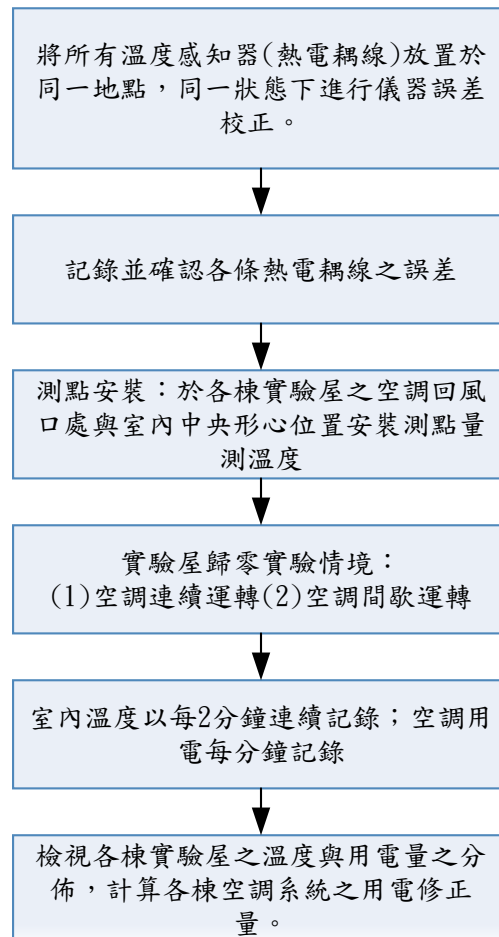 將所有溫度感知器(熱電耦線)放置於
同一地點，同一狀態下進行儀器誤差
校正。
記錄並確認各條熱電耦線之誤差
測點安裝：於各棟實驗屋之空調回風
口處與室內中央形心位置安裝測點量
測溫度
實驗屋歸零實驗情境：
(1)空調連續運轉(2)空調間歇運轉
室內溫度以每2分鐘連續記錄；空調用
電每分鐘記錄
檢視各棟實驗屋之溫度與用電量之分
佈，計算各棟空調系統之用電修正
量。